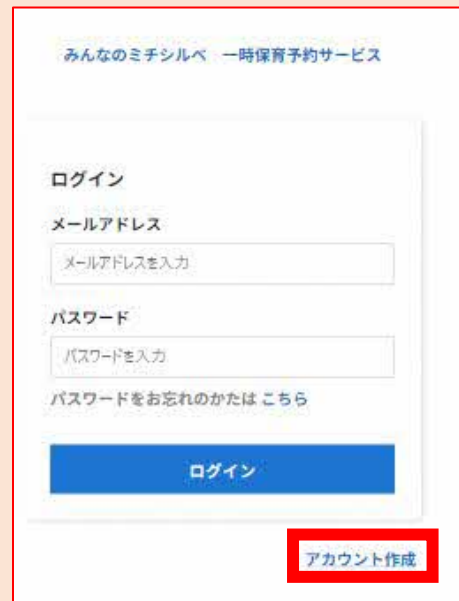 みんなのミチシルベ 一時保育予約サービス
ログイン
メールアドレス
メールアドレスを入力
パスワード
パスワードを入力
パスワードをお忘れのかたは こちら
ログイン
アカウント作成